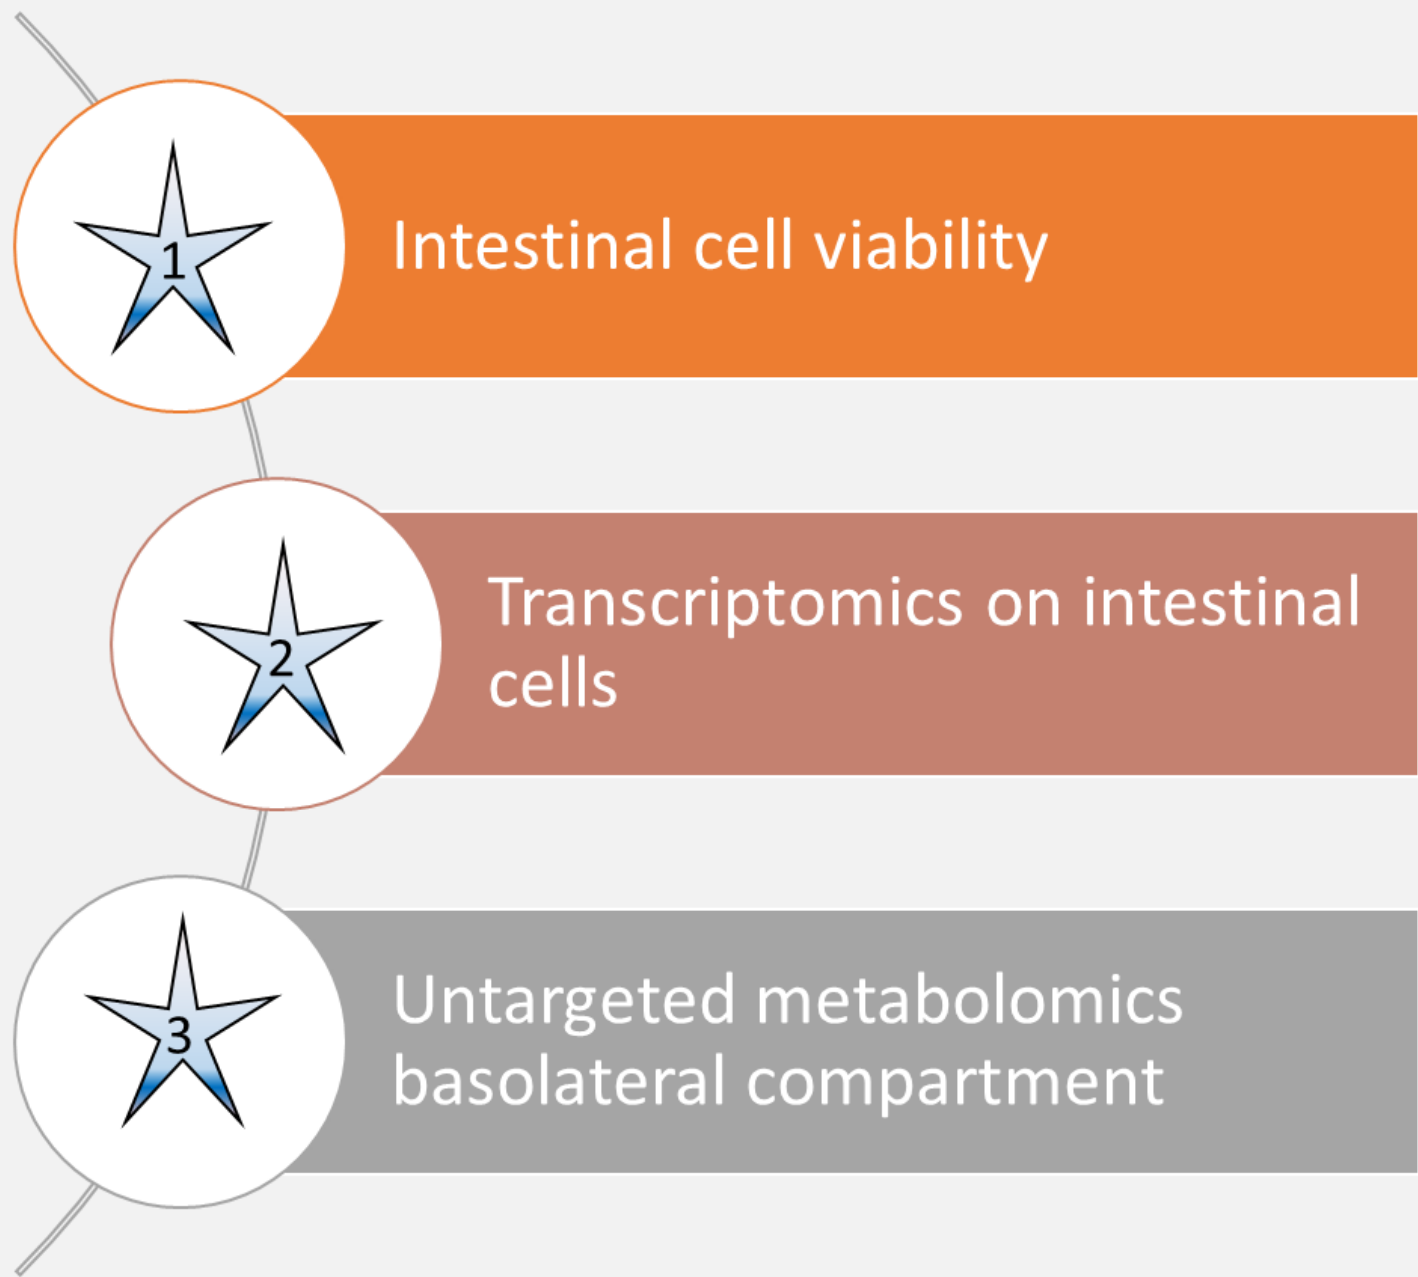 1
Intestinal cell viability
2
Transcriptomics on intestinal
cells
3
Untargeted metabolomics
basolateral compartment